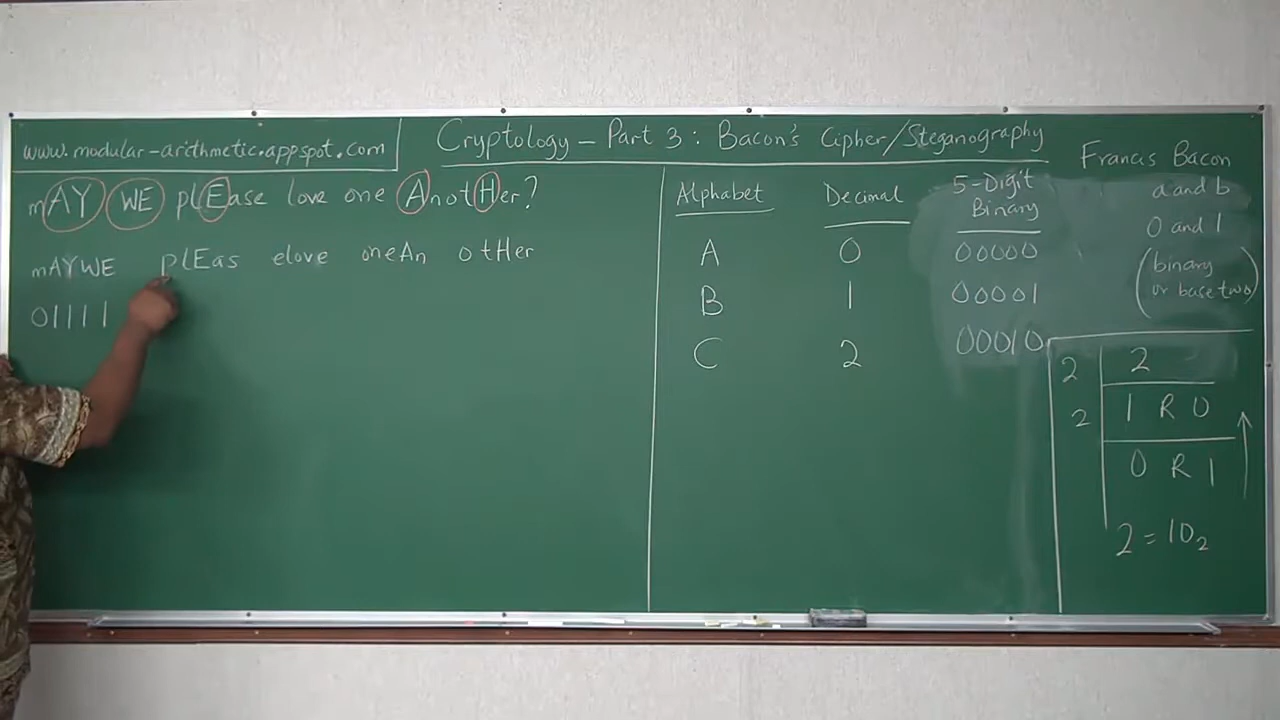 www.modular-arithmetic.appspot.com
Cryptology - Part 3: Bacon's Cipher/Steganography
mAY WE plEase love one AnotHer?
mAYWE plEas elove oneAn otHer
01111
Alphabet Decimal 5-Digit Binary
A 0 00000
B 1 00001
C 2 00010
Francis Bacon
a and b
0 and 1
(binary
or base two)
2 2
2 1 R 0
0 R 1
2 = 10₂